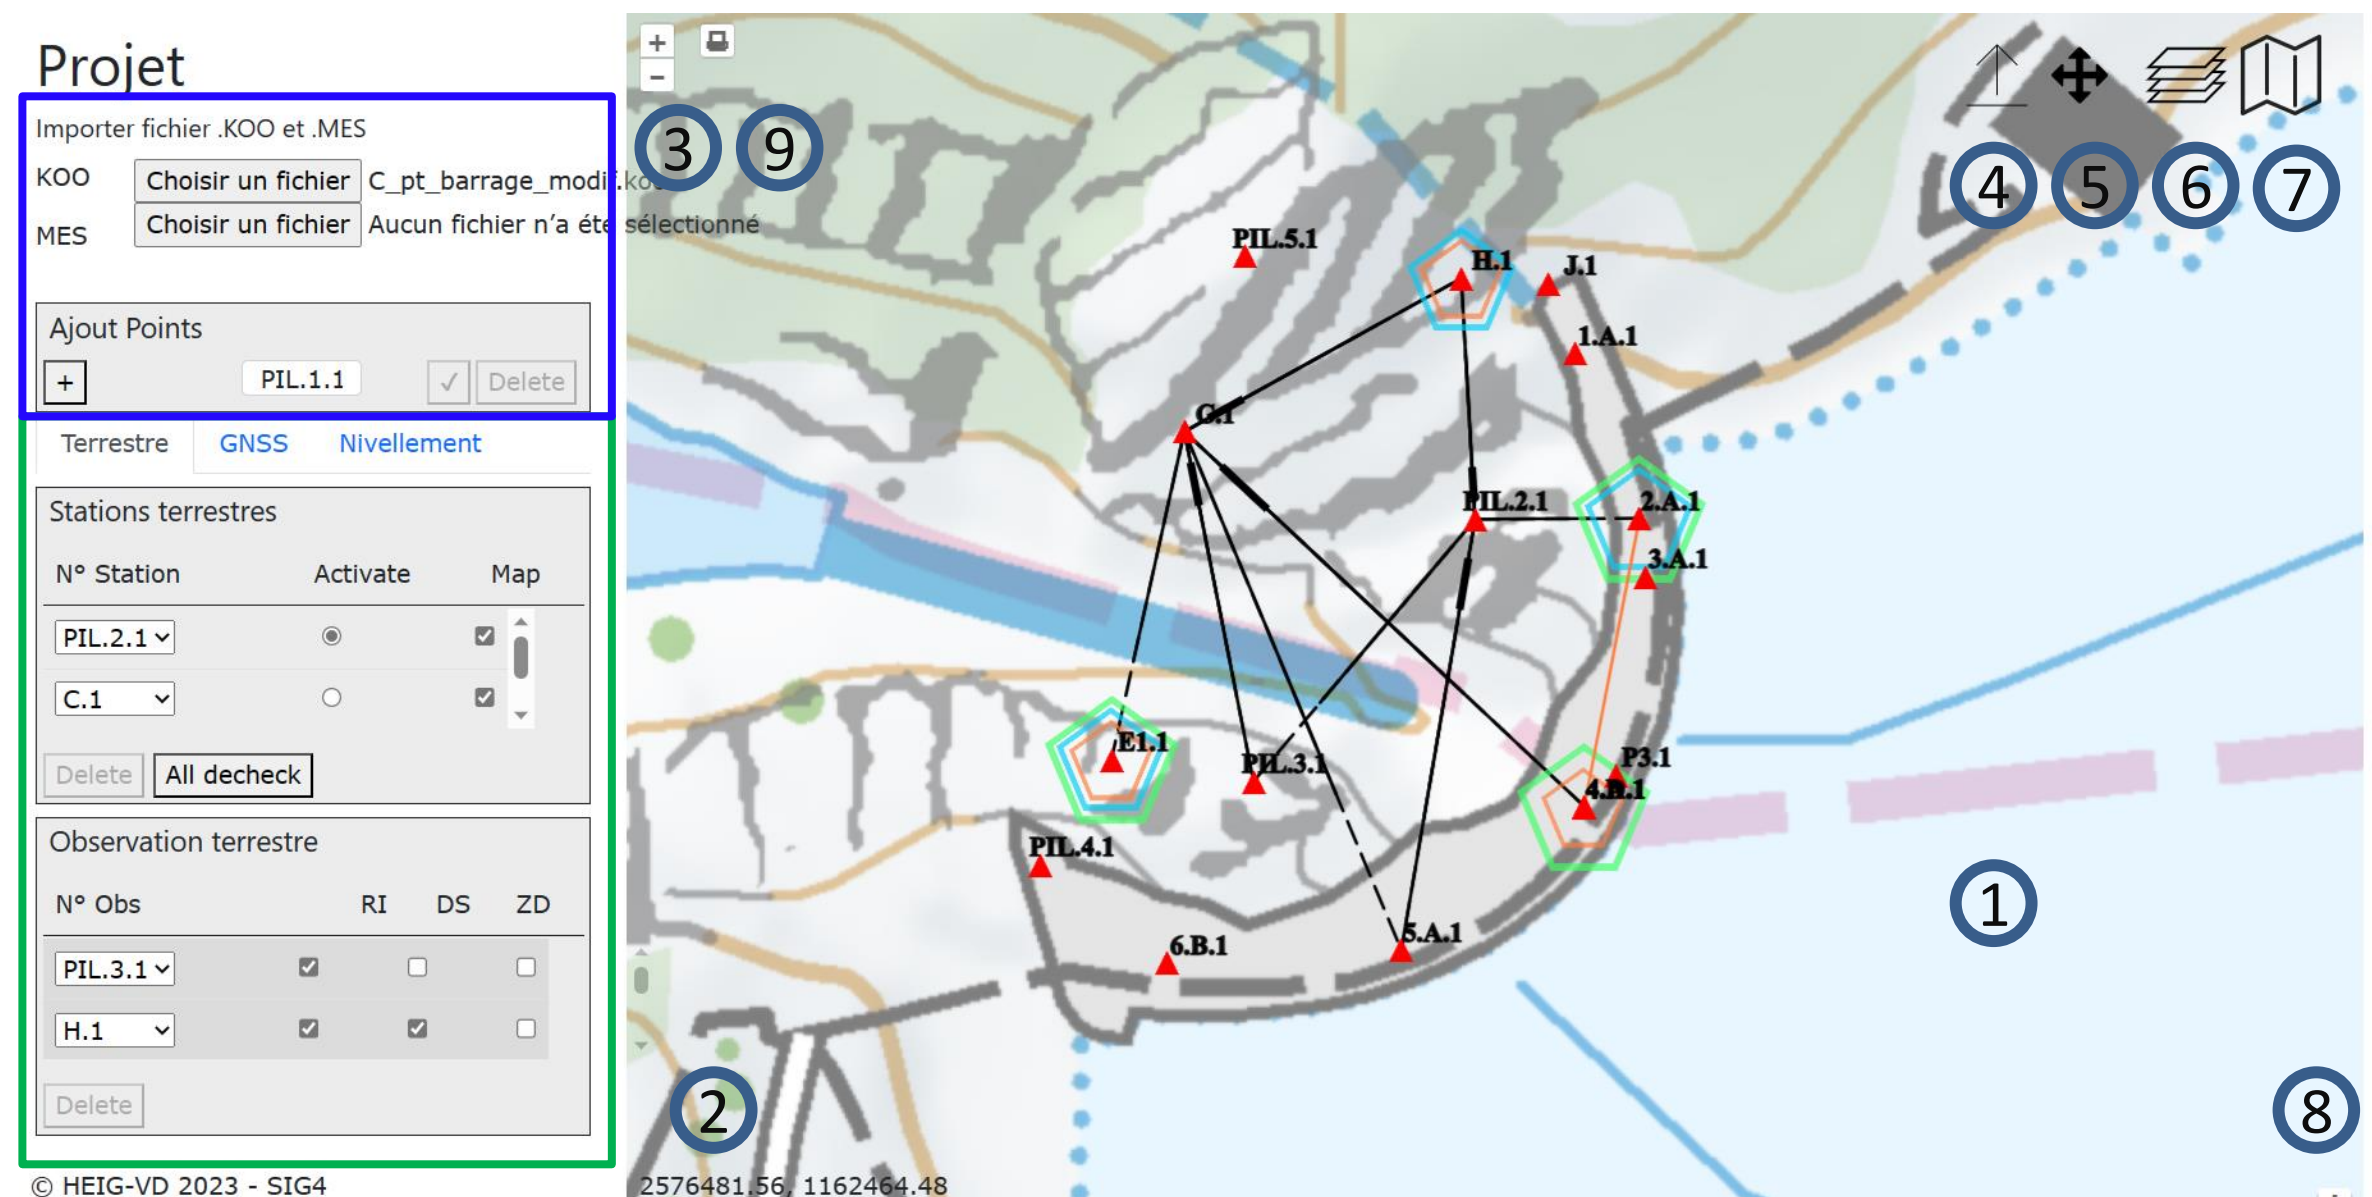 Projet
Importer fichier .KOO et .MES
KOO Choisir un fichier C_pt_barrage_modif.koo
MES Choisir un fichier Aucun fichier n'a éte sélectionné
Ajout Points
+ PIL.1.1 ✓ Delete
Terrestre GNSS Nivellement
Stations terrestres
N° Station Activate Map
PIL.2.1
C.1
Delete All decheck
Observation terrestre
N° Obs RI DS ZD
PIL.3.1
H.1
Delete
© HEIG-VD 2023 - SIG4
+
−
3 9
4 5 6 7
PIL.5.1
H.1
J.1
1.A.1
G.1
PIL.2.1
2.A.1
3.A.1
E1.1
PIL.3.1
P3.1
PIL.4.1
1
5.A.1
6.B.1
2
8
2576481.56, 1162464.48